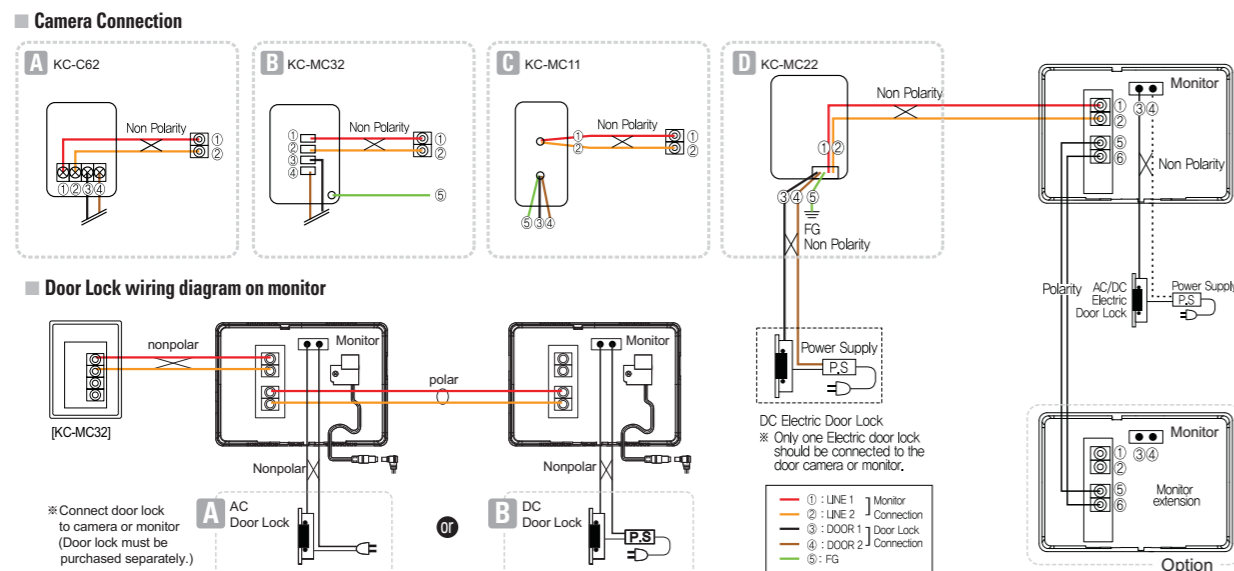 ■ Camera Connection
A KC-C62
Non Polarity
①
②
①②③④
B KC-MC32
Non Polarity
①
②
③
④
①
②
⑤
C KC-MC11
Non Polarity
①
②
①
②
⑤③④
D KC-MC22
Non Polarity
①②
③④⑤
FG
Non Polarity
Power Supply
P.S
DC Electric Door Lock
※ Only one Electric door lock
should be connected to the
door camera or monitor.
① : LINE 1
② : LINE 2
Monitor
Connection
③ : DOOR 1
④ : DOOR 2
Door Lock
Connection
⑤ : FG
Monitor
①
②
③④
⑤
⑥
Non Polarity
Polarity
AC/DC
Electric
Door Lock
Power Supply
P.S
Monitor
①
②
③④
⑤
⑥
Monitor
extension
Option
■ Door Lock wiring diagram on monitor
[KC-MC32]
nonpolar
Monitor
polar
Monitor
Nonpolar
Nonpolar
※Connect door lock
to camera or monitor
(Door lock must be
purchased separately.)
A AC
Door Lock
or
B DC
Door Lock
P.S